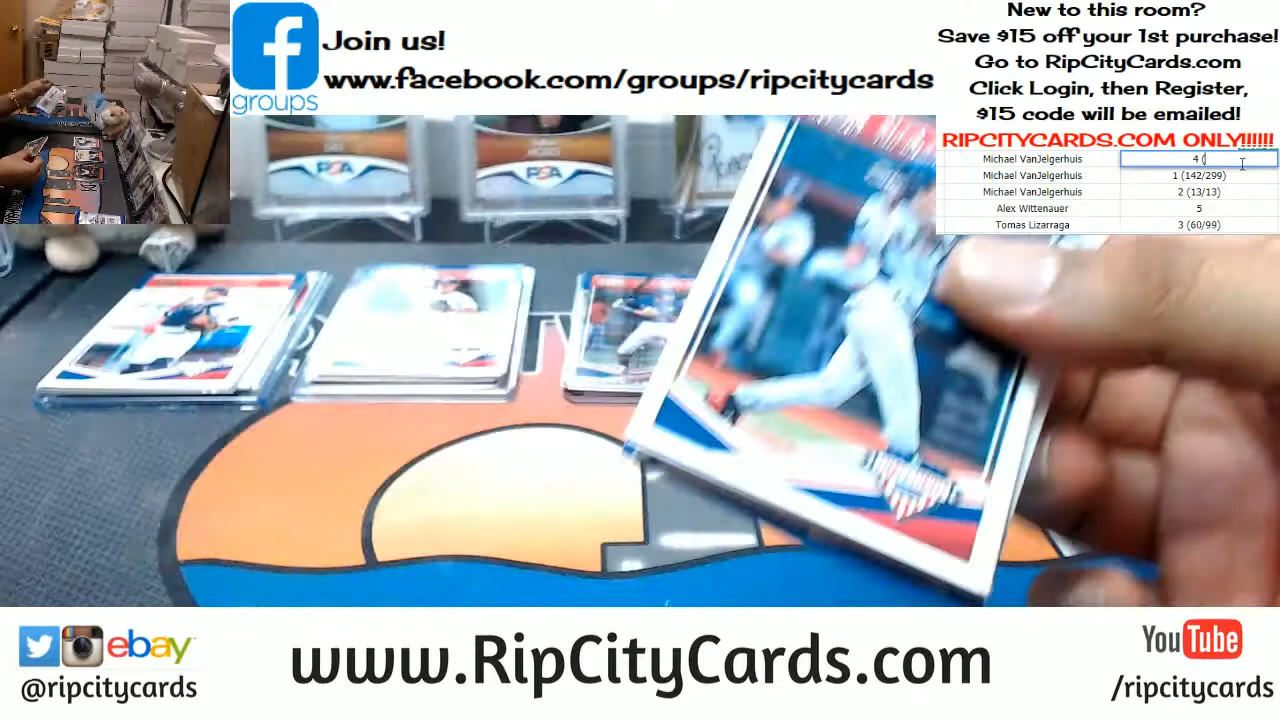 Join us!
www.facebook.com/groups/ripcitycards
groups
New to this room?
Save $15 off your 1st purchase!
Go to RipCityCards.com
Click Login, then Register,
$15 code will be emailed!
RIPCITYCARDS.COM ONLY!!!!!!
Michael VanJelgerhuis 4 (
Michael VanJelgerhuis 1 (142/299)
Michael VanJelgerhuis 2 (13/13)
Alex Wittenauer 5
Tomas Lizarraga 3 (60/99)
PSA
PSA
ebay
@ripcitycards
www.RipCityCards.com
YouTube
/ripcitycards